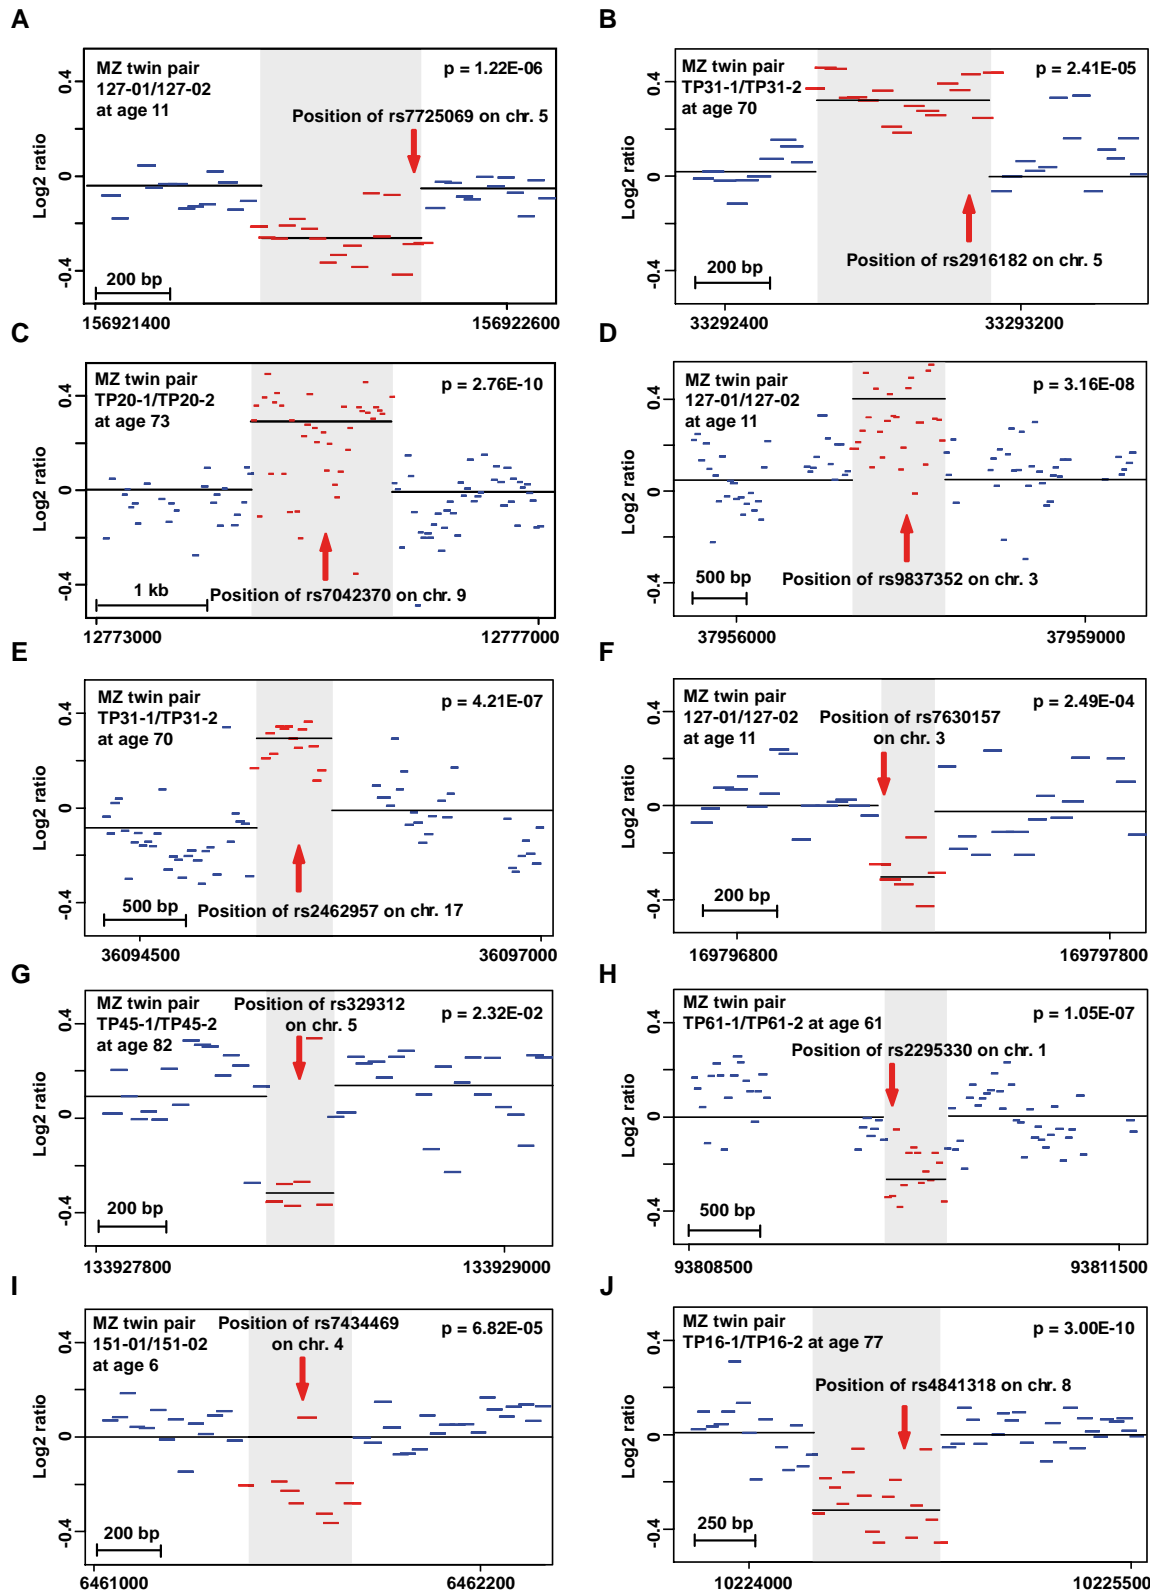 A
MZ twin pair
127-01/127-02
at age 11
p = 1.22E-06
Position of rs7725069 on chr. 5
Log2 ratio
0.4
0
-0.4
200 bp
156921400
156922600
B
MZ twin pair
TP31-1/TP31-2
at age 70
p = 2.41E-05
Position of rs2916182 on chr. 5
Log2 ratio
0.4
0
-0.4
200 bp
33292400
33293200
C
MZ twin pair
TP20-1/TP20-2
at age 73
p = 2.76E-10
Position of rs7042370 on chr. 9
Log2 ratio
0.4
0
-0.4
1 kb
12773000
12777000
D
MZ twin pair
127-01/127-02
at age 11
p = 3.16E-08
Position of rs9837352 on chr. 3
Log2 ratio
0.4
0
-0.4
500 bp
37956000
37959000
E
MZ twin pair
TP31-1/TP31-2
at age 70
p = 4.21E-07
Position of rs2462957 on chr. 17
Log2 ratio
0.4
0
-0.4
500 bp
36094500
36097000
F
MZ twin pair
127-01/127-02
at age 11
p = 2.49E-04
Position of rs7630157
on chr. 3
Log2 ratio
0.4
0
-0.4
200 bp
169796800
169797800
G
MZ twin pair
TP45-1/TP45-2
at age 82
p = 2.32E-02
Position of rs329312
on chr. 5
Log2 ratio
0.4
0
-0.4
200 bp
133927800
133929000
H
MZ twin pair
TP61-1/TP61-2 at age 61
p = 1.05E-07
Position of rs2295330 on chr. 1
Log2 ratio
0.4
0
-0.4
500 bp
93808500
93811500
I
MZ twin pair
151-01/151-02
at age 6
p = 6.82E-05
Position of rs7434469
on chr. 4
Log2 ratio
0.4
0
-0.4
200 bp
6461000
6462200
J
MZ twin pair
TP16-1/TP16-2 at age 77
p = 3.00E-10
Position of rs4841318 on chr. 8
Log2 ratio
0.4
0
-0.4
250 bp
10224000
10225500